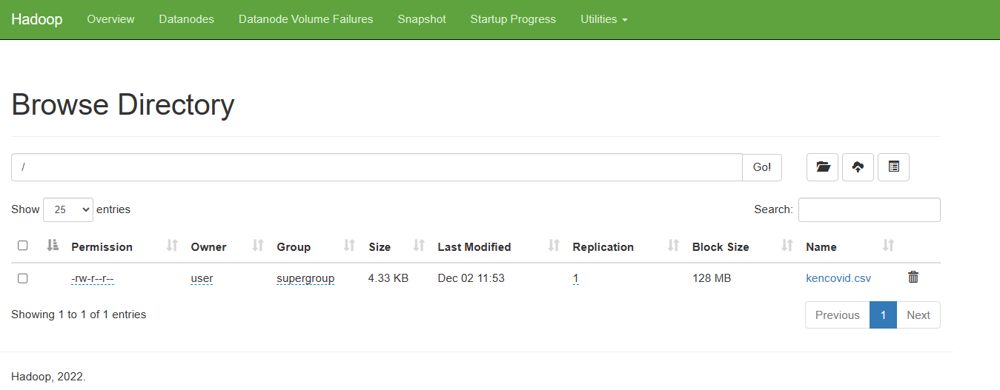 Hadoop Overview Datanodes Datanode Volume Failures Snapshot Startup Progress Utilities
Browse Directory
/ Go!
Show 25 entries Search:
Permission Owner Group Size Last Modified Replication Block Size Name
-rw-r--r-- user supergroup 4.33 KB Dec 02 11:53 1 128 MB kencovid.csv
Showing 1 to 1 of 1 entries Previous 1 Next
Hadoop, 2022.